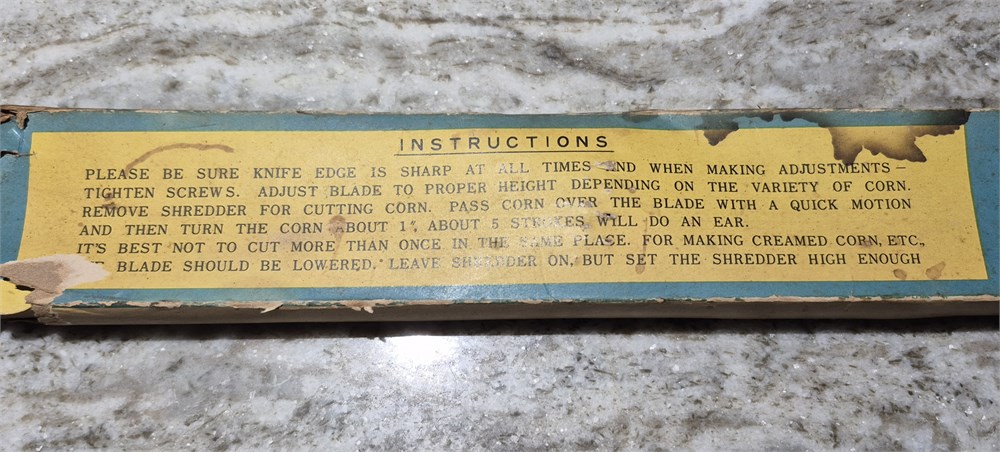 INSTRUCTIONS
PLEASE BE SURE KNIFE EDGE IS SHARP AT ALL TIMES AND WHEN MAKING ADJUSTMENTS—
TIGHTEN SCREWS. ADJUST BLADE TO PROPER HEIGHT DEPENDING ON THE VARIETY OF CORN.
REMOVE SHREDDER FOR CUTTING CORN. PASS CORN OVER THE BLADE WITH A QUICK MOTION
AND THEN TURN THE CORN ABOUT 1", ABOUT 5 STROKES WILL DO AN EAR.
IT'S BEST NOT TO CUT MORE THAN ONCE IN THE SAME PLACE. FOR MAKING CREAMED CORN, ETC.,
BLADE SHOULD BE LOWERED. LEAVE SHREDDER ON, BUT SET THE SHREDDER HIGH ENOUGH